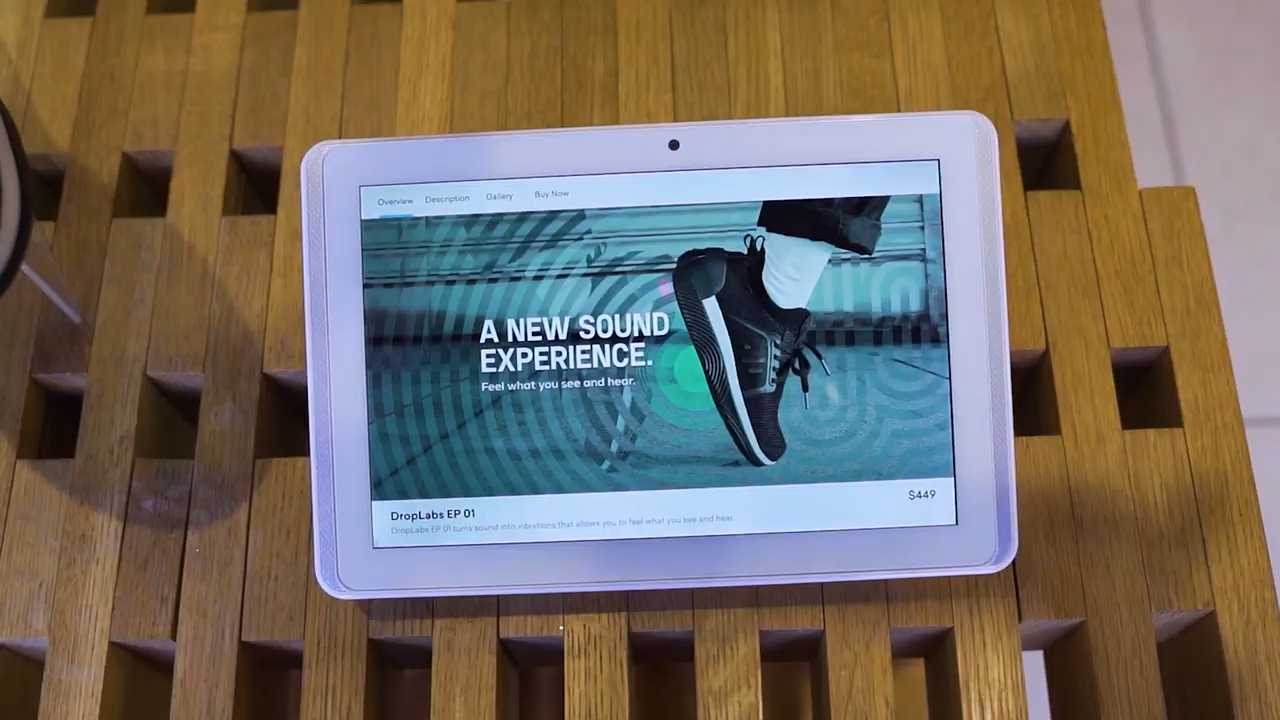 Overview Description Gallery Buy Now
A NEW SOUND
EXPERIENCE.
Feel what you see and hear.
DropLabs EP 01
$449
DropLabs EP 01 turns sound into vibrations that allows you to feel what you see and hear.